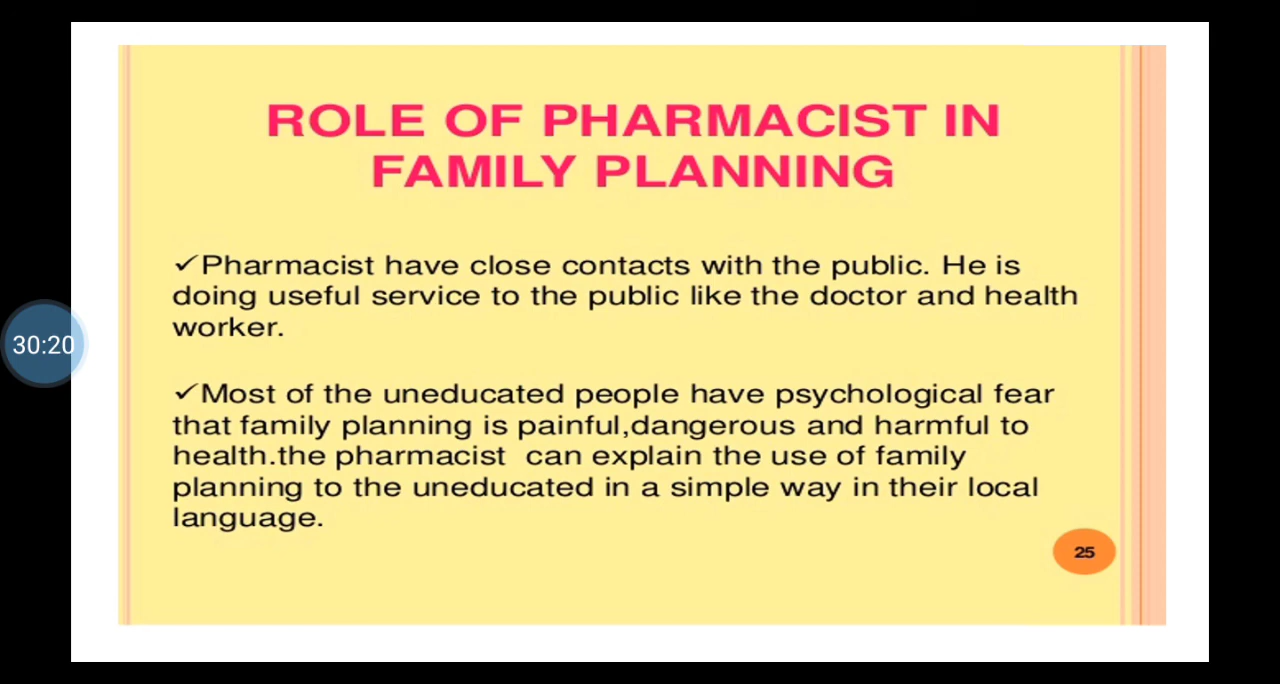 ROLE OF PHARMACIST IN
FAMILY PLANNING
✓Pharmacist have close contacts with the public. He is
doing useful service to the public like the doctor and health
worker.
30:20
✓Most of the uneducated people have psychological fear
that family planning is painful,dangerous and harmful to
health.the pharmacist  can explain the use of family
planning to the uneducated in a simple way in their local
language.
25